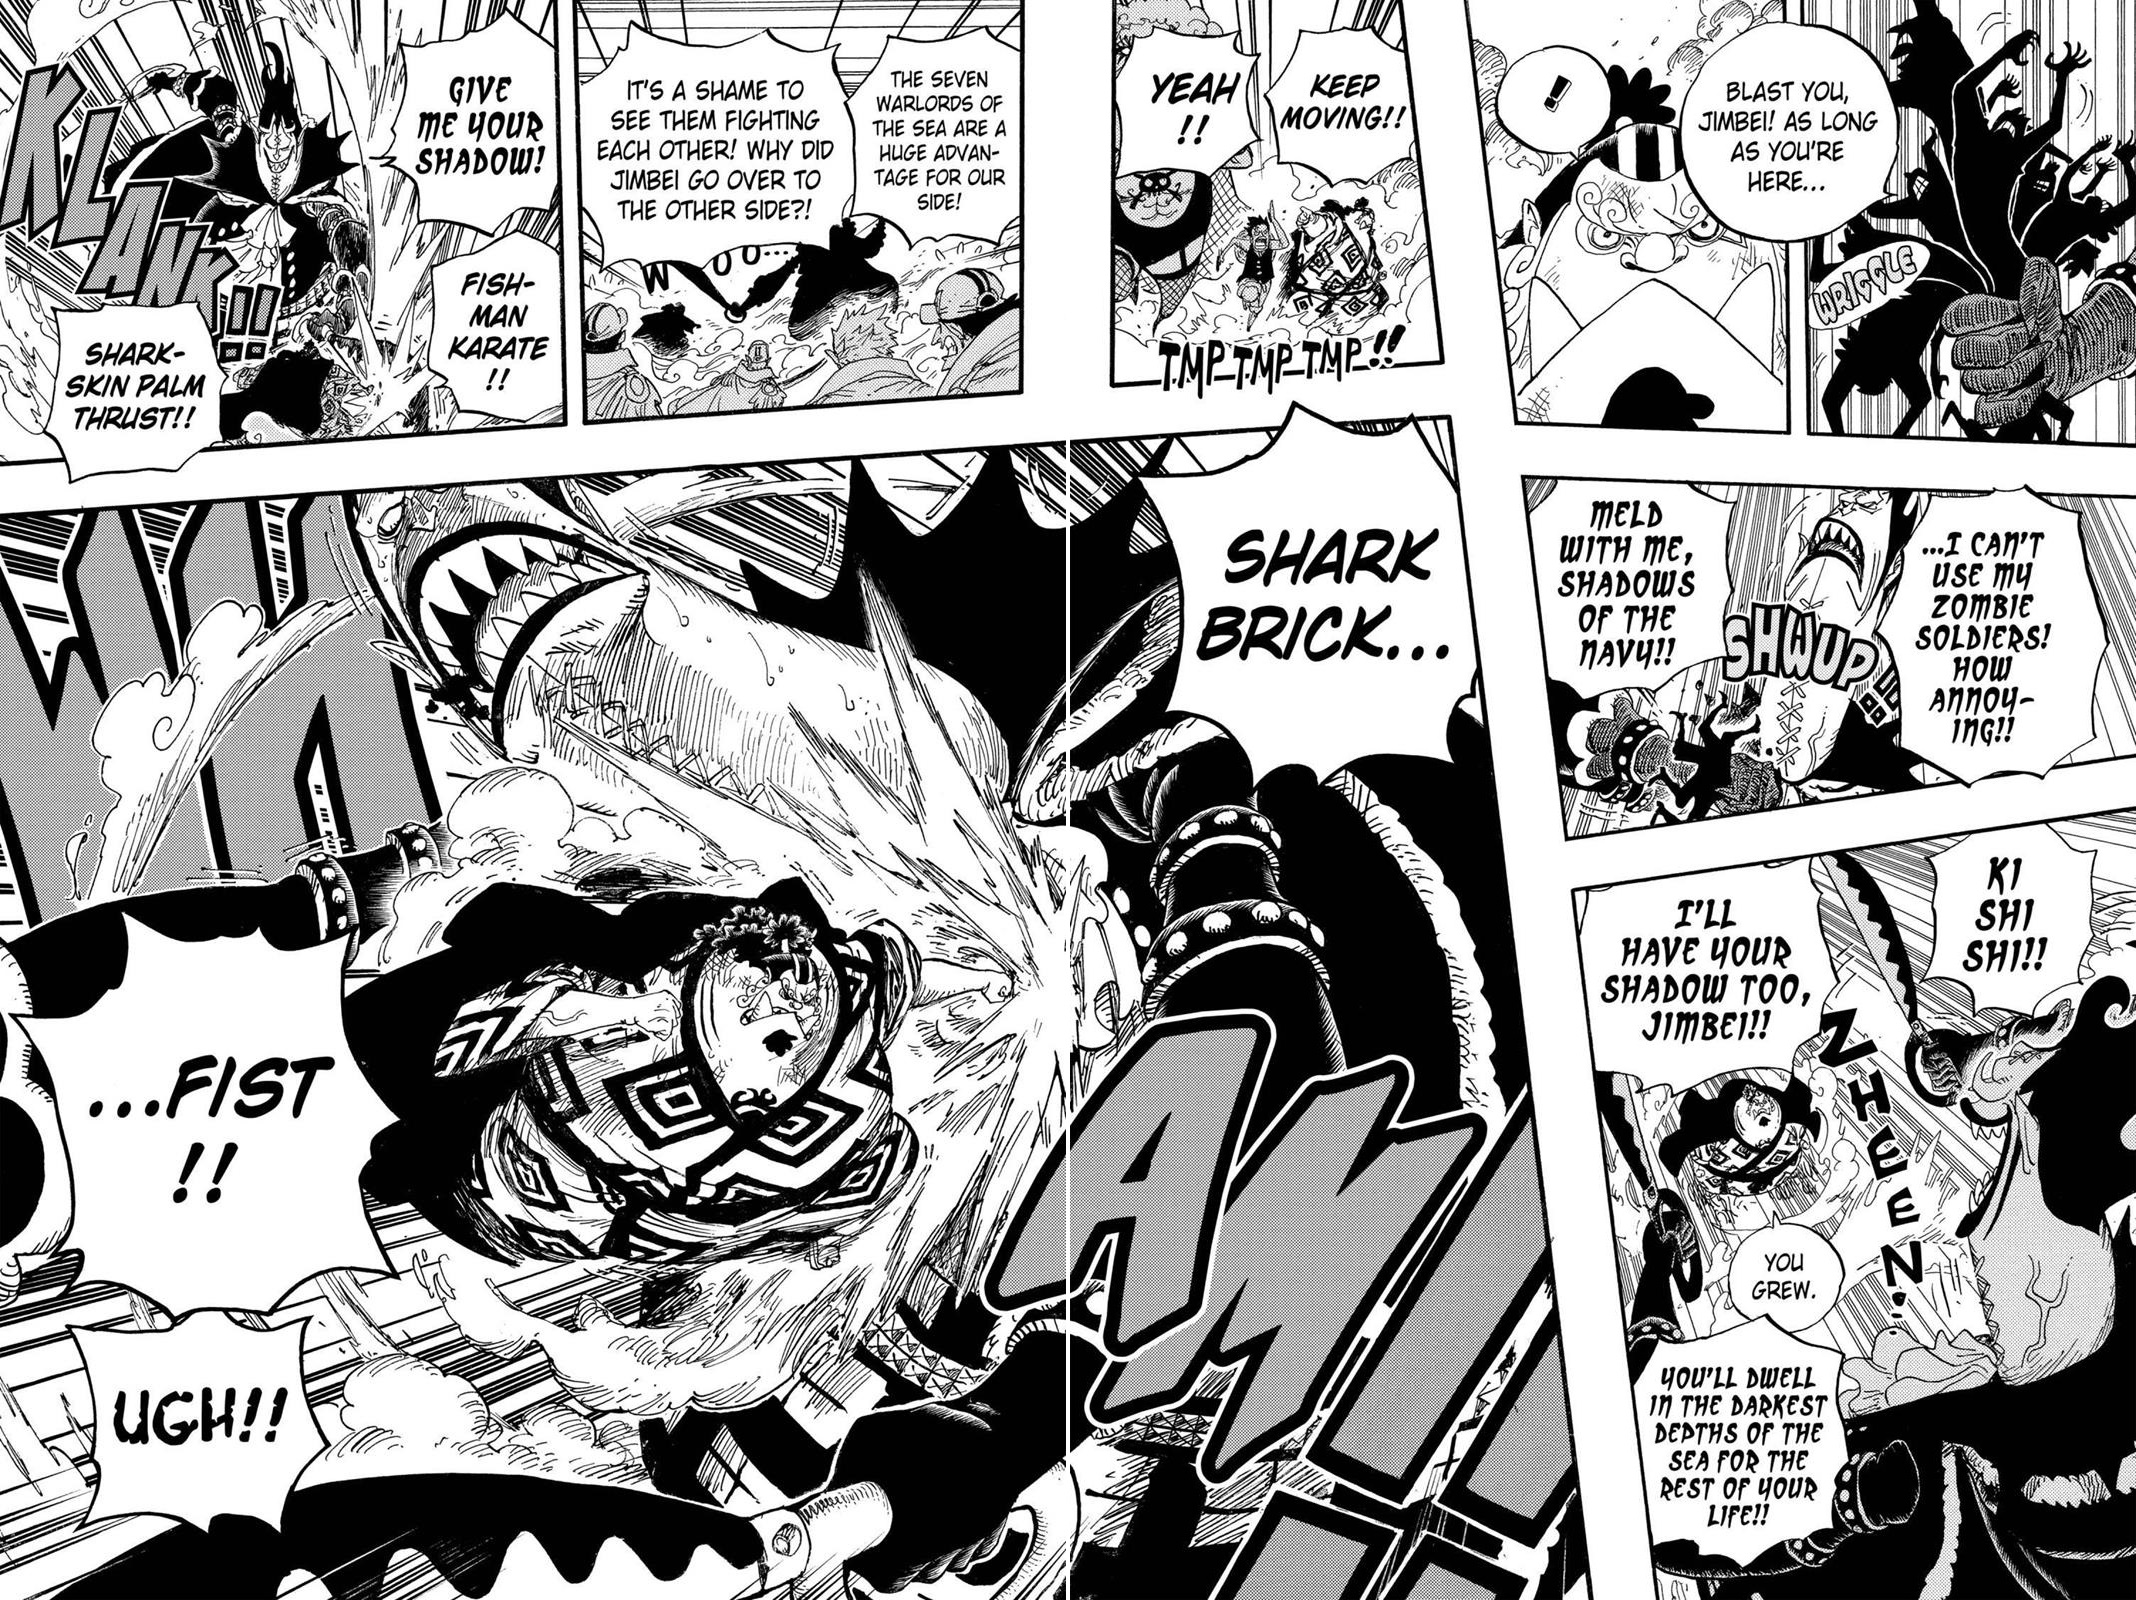 BLAST YOU,
JIMBEI! AS LONG
AS YOU'RE
HERE...
WRIGGLE
!
KEEP
MOVING!!
YEAH
!!
TMP TMP TMP!!
THE SEVEN
WARLORDS OF
THE SEA ARE A
HUGE ADVAN-
TAGE FOR OUR
SIDE!
IT'S A SHAME TO
SEE THEM FIGHTING
EACH OTHER! WHY DID
JIMBEI GO OVER TO
THE OTHER SIDE?!
GIVE
ME YOUR
SHADOW!
FISH-
MAN
KARATE
!!
KLANK!!
SHARK-
SKIN PALM
THRUST!!
...I CAN'T
USE MY
ZOMBIE
SOLDIERS!
HOW
ANNOY-
ING!!
SHWUP!!
MELD
WITH ME,
SHADOWS
OF THE
NAVY!!
KI
SHI
SHI!!
I'LL
HAVE YOUR
SHADOW TOO,
JIMBEI!!
ZHEEN!
YOU
GREW.
YOU'LL DWELL
IN THE DARKEST
DEPTHS OF THE
SEA FOR THE
REST OF YOUR
LIFE!!
SHARK
BRICK...
WHAM!!
...FIST
!!
UGH!!